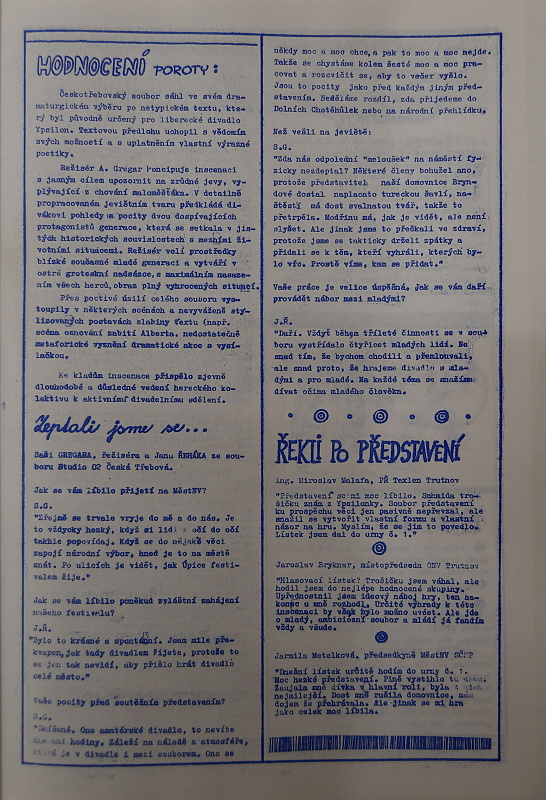 HODNOCENÍ POROTY:
Českotřebovský soubor sáhl ve svém dra-
maturgickém výběru po netypickém textu, kte-
rý byl původně určený pro liberecké divadlo
Ypsilon. Textovou předlohu uchopil s vědomím
svých možností a s uplatněním vlastní výrazné
poetiky.
Režisér A. Gregar koncipuje inscenaci
s jasným cílem upozornit na zrůdné jevy, vy-
plývající z chování maloměšťáka. V detailně
propracovaném jevištním tvaru předkládá di-
vákovi pohledy a pocity dvou dospívajících
protagonistů generace, která se setkala v jis-
tých historických souvislostech s mezními ži-
votními situacemi. Režisér volí prostředky
blízké současné mladé generaci a vytváří v
ostré groteskní nadsázce, s maximálním nasaze-
ním všech herců, obraz plný vyhrocených situací.
Přes poctivé úsilí celého souboru vys-
toupily v některých scénách a nevyváženě sty-
lizovaných postavách slabiny textu (např.
scéna oznování zabití Alberta, nedostatečné
metaforické vyznění dramatické akce s vysí-
lačkou.
Ke kladům inscenace přispělo zjevně
dlouhodobé a důsledné vedení hereckého ko-
lektivu k aktivnímu divadelnímu sdělení.
Zeptali jsme se...
Saši GREGARA, režiséra a Jany ŘEHÁKA ze sou-
boru Studio 02 Česká Třebová.
Jak se vám líbilo přijetí na MěstNV?
S.G.
"Zřejmě se trvale vryje do mě a do nás. Je
to vždycky hezký, když si lidi z očí do očí
takhle popovídaj. Když se do nějaké věci
zapojí národní výbor, hned je to na městě
znát. Po ulicích je vidět, jak Úpice festi-
valem žije."
Jak se vám líbilo poněkud zvláštní zahájení
našeho festivalu?
J.Ř.
"Bylo to krásné a spontánní. Jsem mile pře-
kvapen, jak tady divadlem žijete, protože to
se jen tak nevidí, aby přišlo hrát divadlo
celé město."
Vaše pocity před soutěžním představením?
S.G.
"Smíšené. Ono amatérské divadlo, to nevíte
ani hodiny. Záleží na náladě a atmosféře,
která je v divadle i mezi souborem. Ono se
někdy moc a moc chce, a pak to moc a moc nejde.
Takže se chystáme kolem šesté moc a moc pra-
covat a rozcvičit se, aby to večer vyšlo.
Jsou to pocity jako před každým jiným před-
stavením. Neděláme rozdíl, zda přijedeme do
Dolních Chotěhůlek nebo na národní přehlídku.
Než vešli na jeviště:
S.G.
"Zda nás odpolední "meloušek" na náměstí fy-
zicky nezdeptal? Některé členy bohužel ano,
protože představitel naší domovnice Bryn-
dové dostal naplacato tureckou šavlí, na-
štěstí má dost svalnatou tvář, takže to
přetrpěla. Modřinu má, jak je vidět, ale není
slyšet. Ale jinak jsme to přečkali ve zdraví,
protože jsme se takticky drželi zpátky a
přidali se k těm, kteří vyhráli, kterých by-
lo víc. Prostě víme, kam se přidat."
Vaše práce je velice úspěšná, jak se vám daří
provádět nábor mezi mladými?
J.Ř.
"Daří. Vždyť během tříleté činnosti se v sou-
boru vystřídalo čtyřicet mladých lidí. Ne
snad tím, že bychom chodili a přemlouvali,
ale snad proto, že hrajeme divadlo s mla-
dými a pro mladé. Na každé téma se snažíme
dívat očima mladého člověka.
ŘEKLI PO PŘEDSTAVENÍ
Ing. Miroslav Malafa, PŘ Texlen Trutnov
"Představení se mi moc líbilo. Sahmida tro-
šičku znám z Ypsilonky. Soubor představení
ku prospěchu věci jen pasivně nepřevzal, ale
snažil se vytvořit vlastní formu a vlastní
názor na hru. Myslím, že se jim to povedlo.
Lístek jsem dal do urny č. 1."
Jaroslav Bryknar, místopředseda ONV Trutnov
"Hlasovací lístek? Trošičku jsem váhal, ale
hodil jsem do nejlépe hodnocené skupiny.
Upřednostnil jsem ideový náboj hry, ten na-
konec u mně rozhodl. Určité výhrady k této
inscenaci by však bylo možno uvést. Ale jde
o mladý, ambiciózní soubor a mládí já fandím
vždy a všude.
Jarmila Metelková, předsedkyně MěstNV SČSP
"Dnešní lístek určitě hodím do urny č. 1.
Moc hezké představení. Plně vystihlo tu dobu.
Zaujala mně dívka v hlavní roli, byla
nejmilejší. Dost mně rušila domovnice,
dojem že přehrávala. Ale jinak se mi hra
jako celek moc líbila.